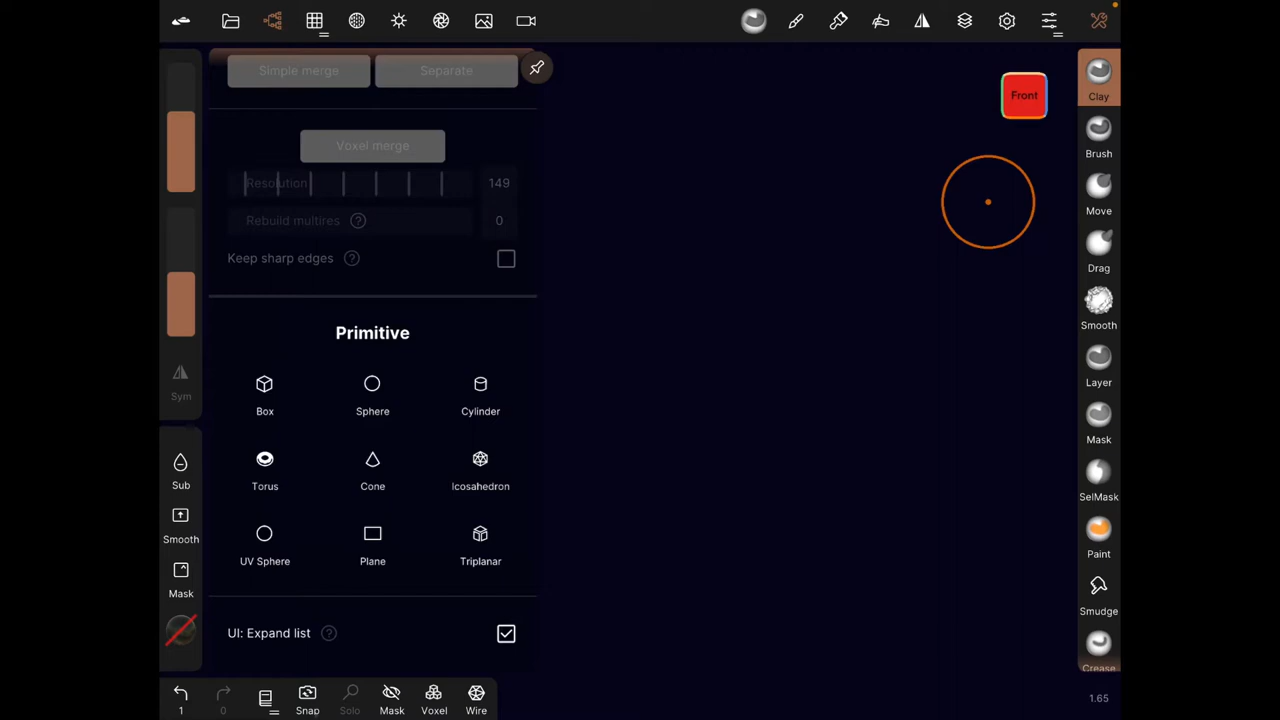 Simple merge Separate
Front
Clay
Voxel merge
Brush
Resolution 149
Move
Rebuild multires ? 0
Keep sharp edges ?
Drag
Smooth
Primitive
Sym
Layer
Box Sphere Cylinder
Mask
Sub
Torus Cone Icosahedron
SelMask
Smooth
UV Sphere Plane Triplanar
Paint
Mask
Smudge
UI: Expand list ?
Crease
1 0 Snap Solo Mask Voxel Wire
1.65